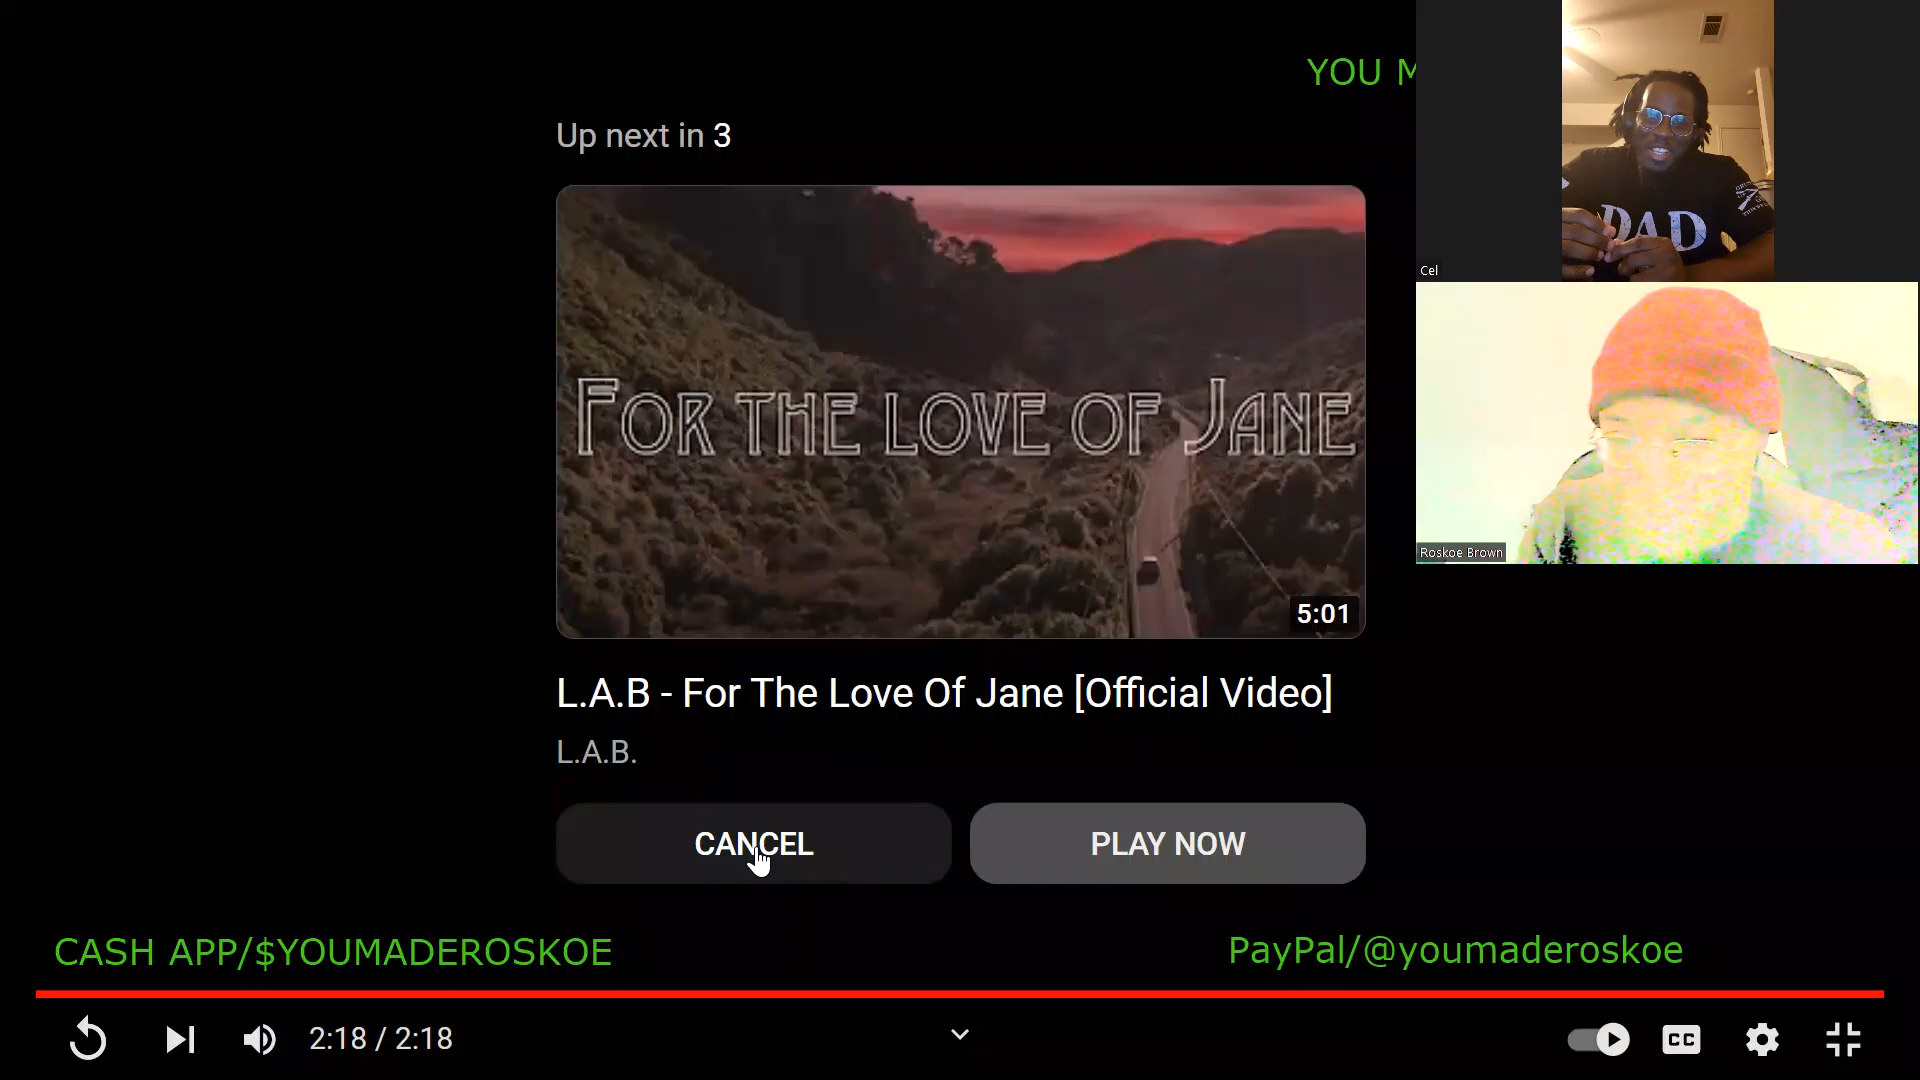 YOU M
Up next in 3
FOR THE LOVE OF JANE
5:01
L.A.B - For The Love Of Jane [Official Video]
L.A.B.
CANCEL
PLAY NOW
DAD
Cel
Roskoe Brown
CASH APP/$YOUMADEROSKOE
PayPal/@youmaderoskoe
2:18 / 2:18
CC